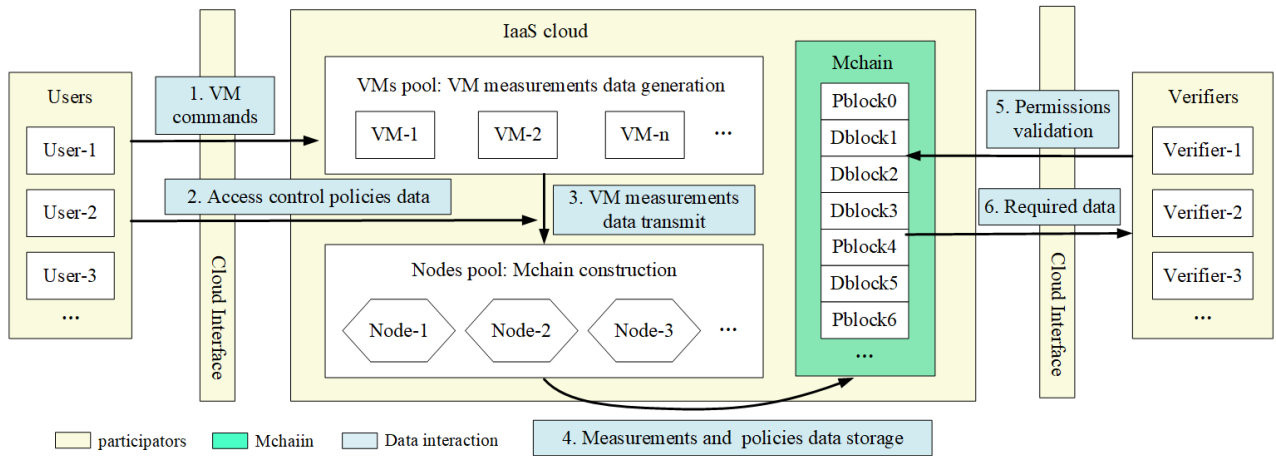 IaaS cloud
Users
User-1
User-2
User-3
...
Cloud Interface
1. VM
commands
2. Access control policies data
VMs pool: VM measurements data generation
VM-1
VM-2
VM-n
...
3. VM measurements
data transmit
Nodes pool: Mchain construction
Node-1
Node-2
Node-3
...
Mchain
Pblock0
Dblock1
Dblock2
Dblock3
Pblock4
Dblock5
Pblock6
...
5. Permissions
validation
6. Required data
Cloud Interface
Verifiers
Verifier-1
Verifier-2
Verifier-3
...
4. Measurements and policies data storage
participators
Mchaiin
Data interaction